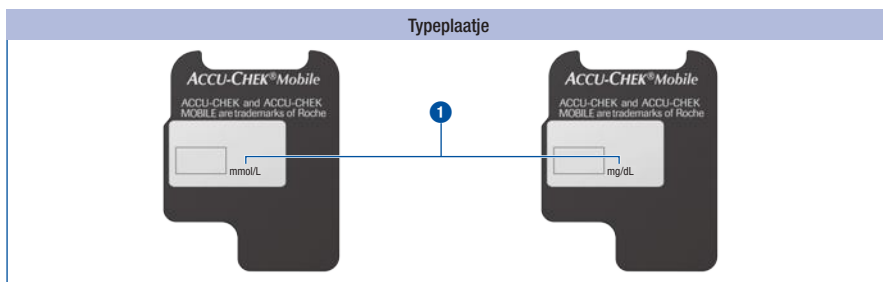 Typeplaatje
ACCU-CHEK®Mobile
ACCU-CHEK and ACCU-CHEK
MOBILE are trademarks of Roche
mmol/L
1
ACCU-CHEK®Mobile
ACCU-CHEK and ACCU-CHEK
MOBILE are trademarks of Roche
mg/dL